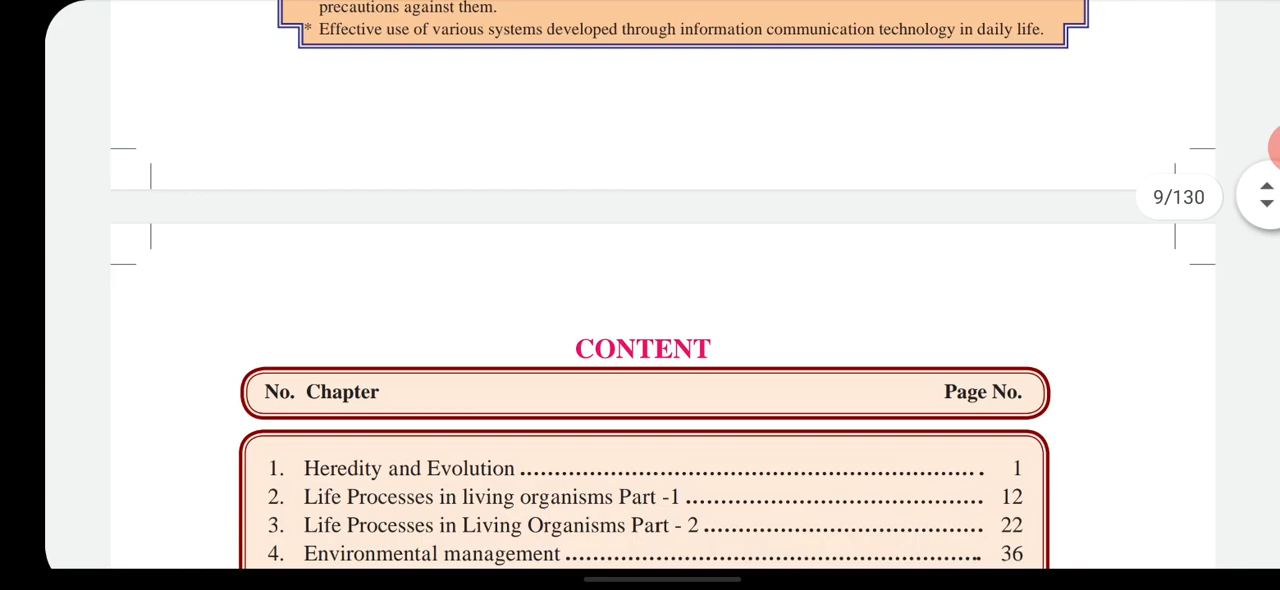 precautions against them.
* Effective use of various systems developed through information communication technology in daily life.
9/130
CONTENT
No. Chapter Page No.
1. Heredity and Evolution ........................................................................ 1
2. Life Processes in living organisms Part -1 ............................................ 12
3. Life Processes in Living Organisms Part - 2 ......................................... 22
4. Environmental management ................................................................. 36